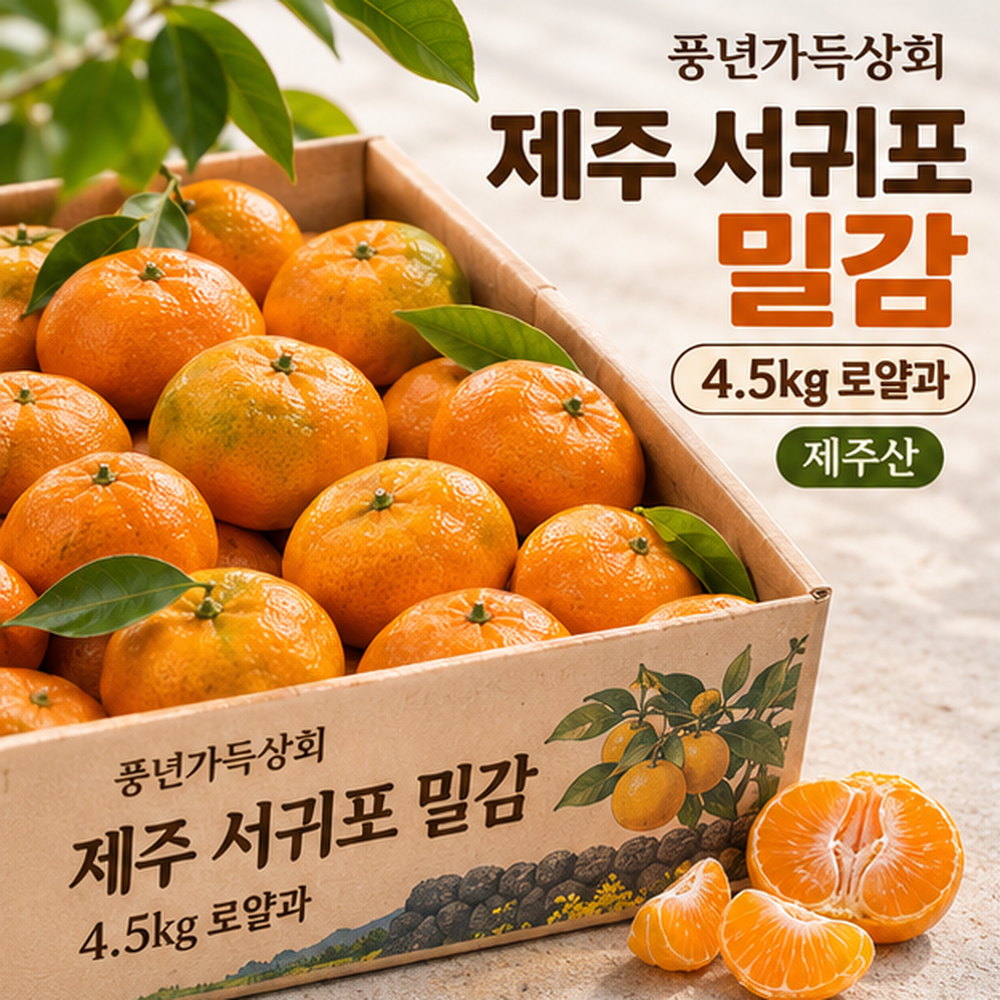 풍년가득상회
제주 서귀포
밀감
4.5kg 로얄과
제주산
풍년가득상회
제주 서귀포 밀감
4.5kg 로얄과